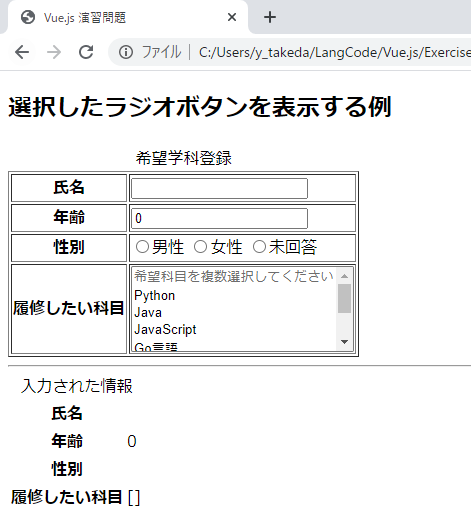 Vue.js 演習問題
ファイル | C:/Users/y_takeda/LangCode/Vue.js/Exercise
選択したラジオボタンを表示する例
希望学科登録
氏名
年齢 0
性別 男性 女性 未回答
履修したい科目 希望科目を複数選択してください
Python
Java
JavaScript
Go言語
入力された情報
氏名
年齢 0
性別
履修したい科目 []